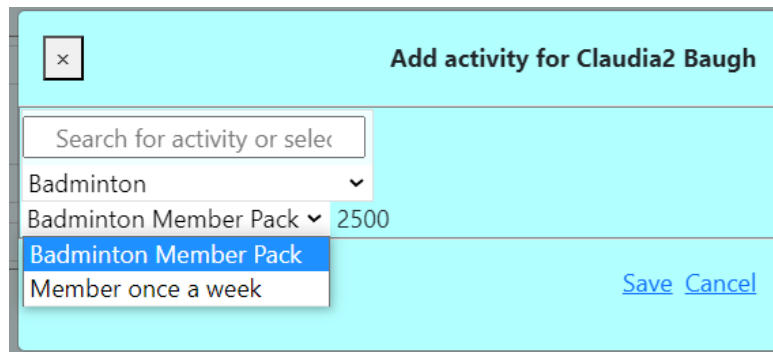 ×
Add activity for Claudia2 Baugh
Search for activity or selec
Badminton
Badminton Member Pack 2500
Badminton Member Pack
Member once a week
Save Cancel